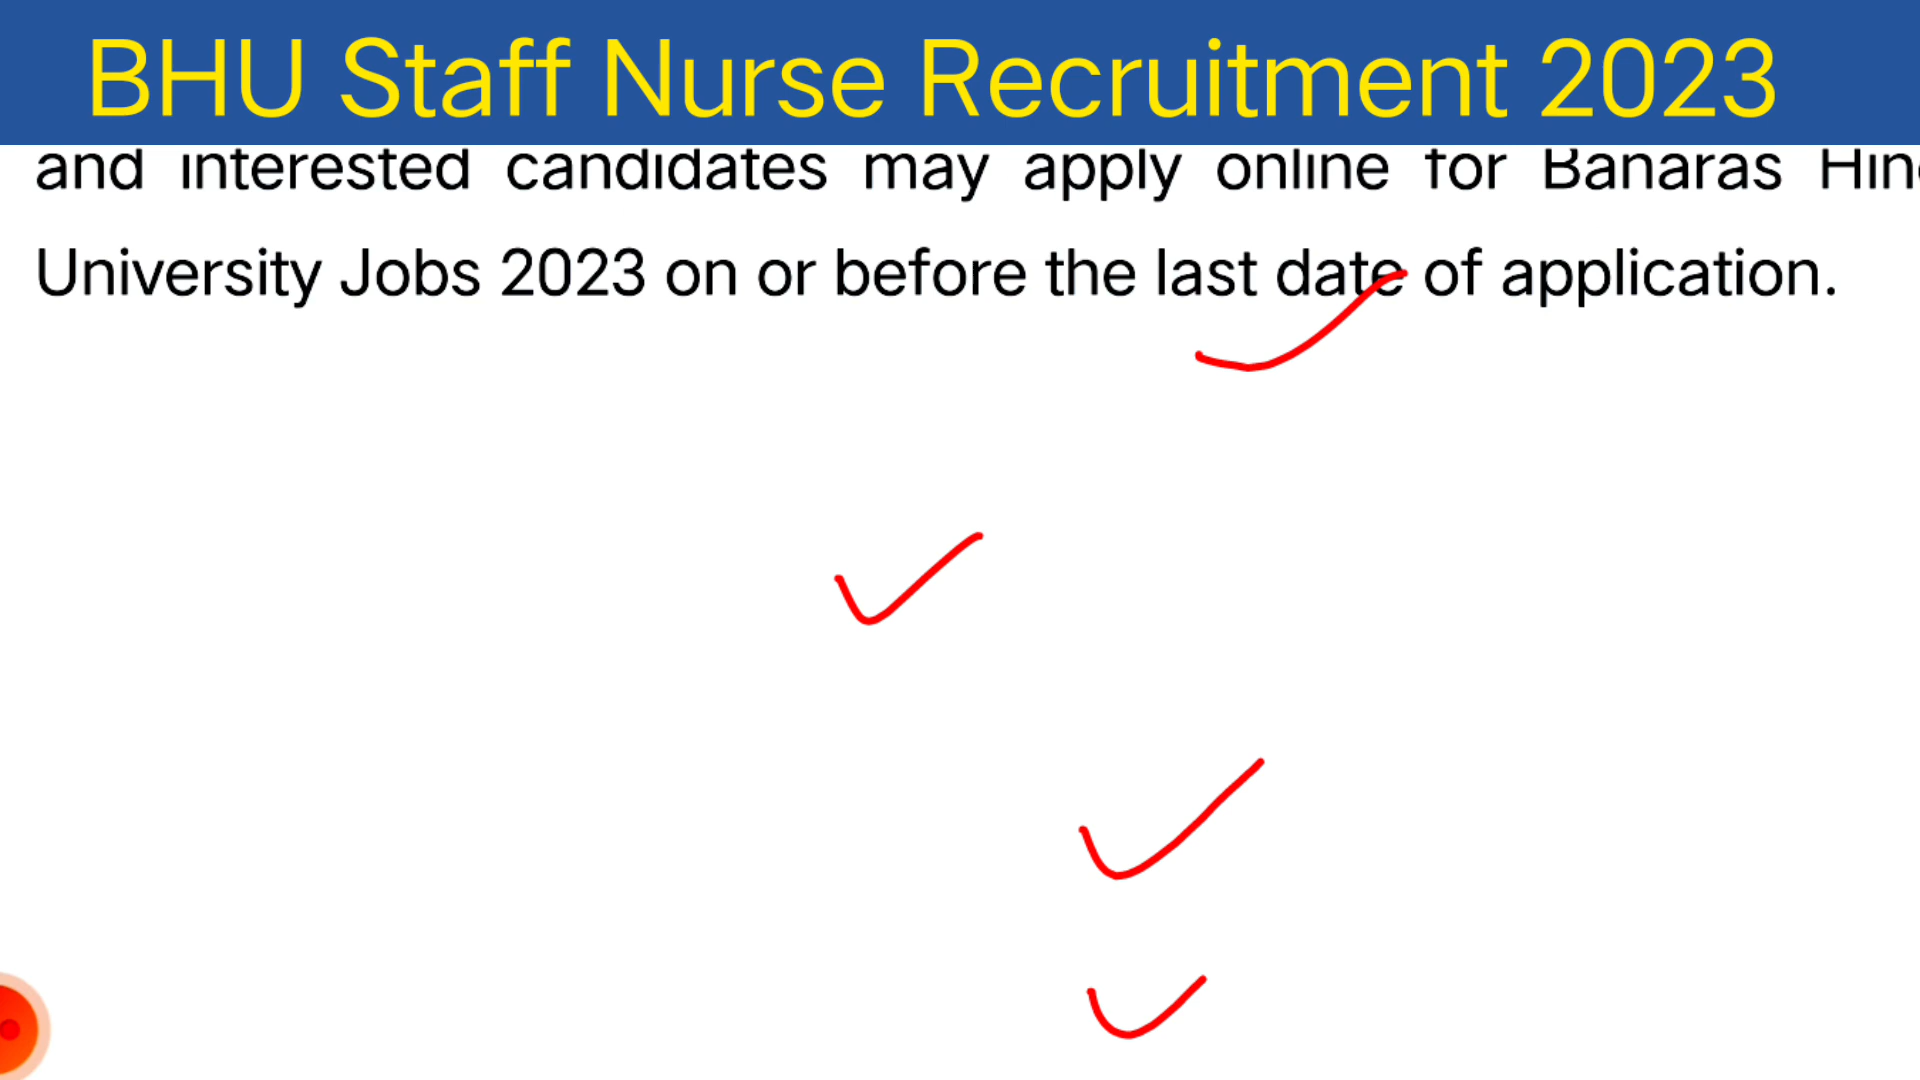 BHU Staff Nurse Recruitment 2023
and interested candidates may apply online for Banaras Hin
University Jobs 2023 on or before the last date of application.